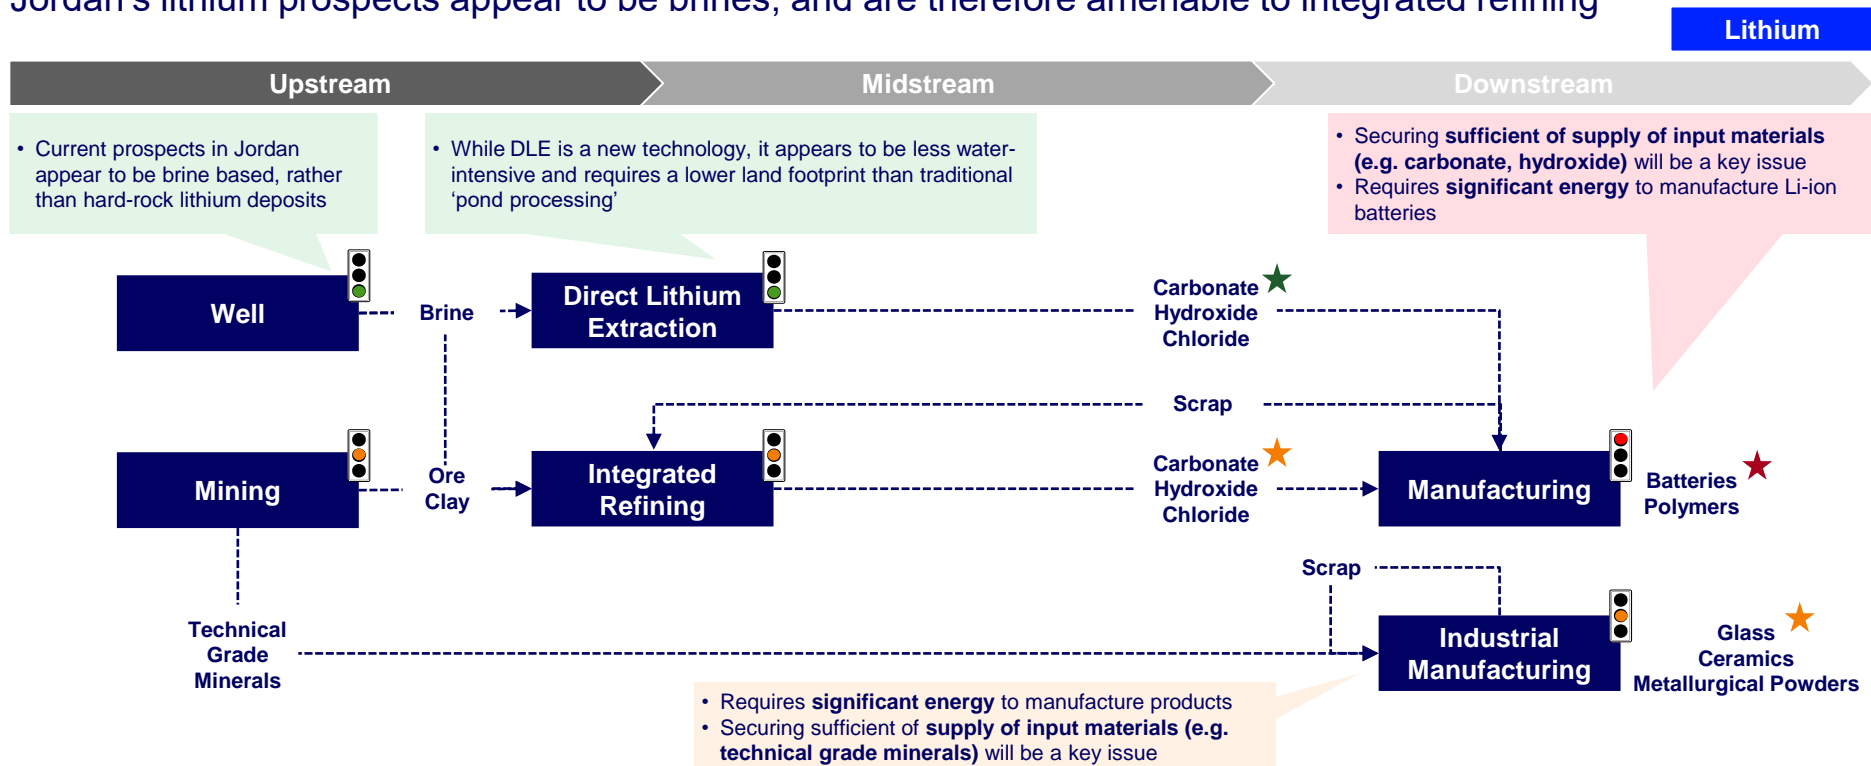 Jordan's lithium prospects appear to be brines, and are therefore amenable to integrated refining
Lithium
Upstream
Midstream
Downstream
• Current prospects in Jordan
appear to be brine based, rather
than hard-rock lithium deposits
• While DLE is a new technology, it appears to be less water-
intensive and requires a lower land footprint than traditional
'pond processing'
• Securing sufficient of supply of input materials
(e.g. carbonate, hydroxide) will be a key issue
• Requires significant energy to manufacture Li-ion
batteries
Well
Brine
Direct Lithium
Extraction
Carbonate
Hydroxide
Chloride
Scrap
Mining
Ore
Clay
Integrated
Refining
Carbonate
Hydroxide
Chloride
Manufacturing
Batteries
Polymers
Scrap
Technical
Grade
Minerals
Industrial
Manufacturing
Glass
Ceramics
Metallurgical Powders
• Requires significant energy to manufacture products
• Securing sufficient of supply of input materials (e.g.
technical grade minerals) will be a key issue